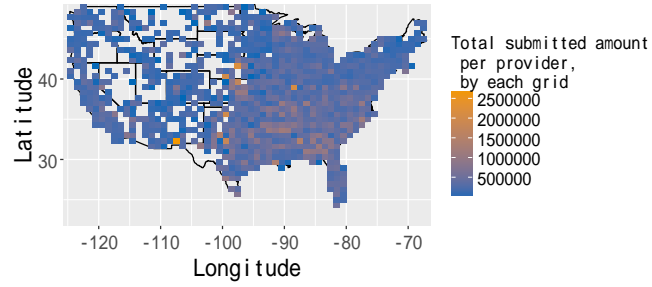 Total submitted amount
per provider,
by each grid
2500000
2000000
1500000
1000000
500000
40
30
Latitude
-120 -110 -100 -90 -80 -70
Longitude